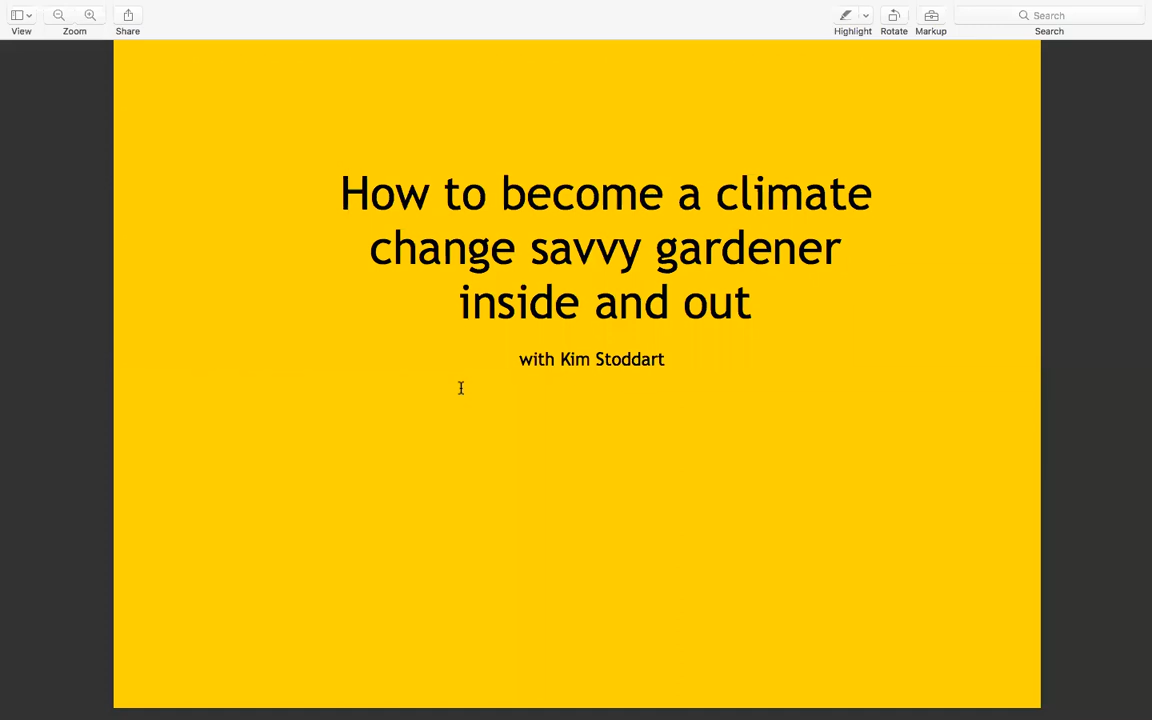 View
Zoom
Share
Highlight
Rotate
Markup
Search
Search
How to become a climate
change savvy gardener
inside and out
with Kim Stoddart